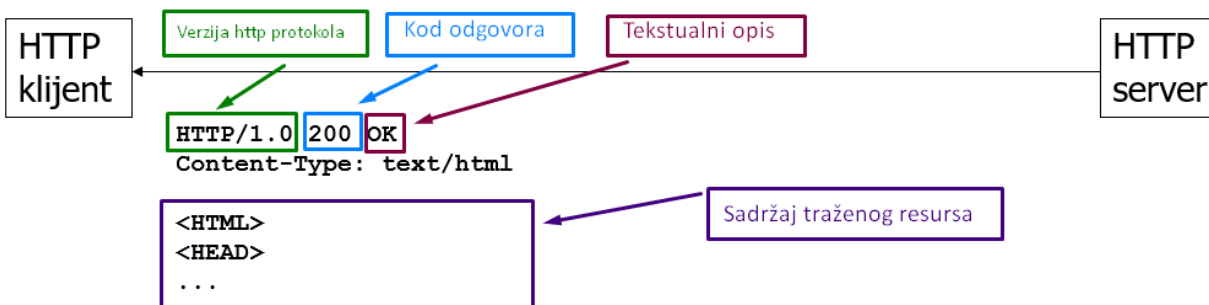 Verzija http protokola
Kod odgovora
Tekstualni opis
HTTP
klijent
HTTP
server
HTTP/1.0 200 OK
Content-Type: text/html
Sadržaj traženog resursa
<HTML>
<HEAD>
...